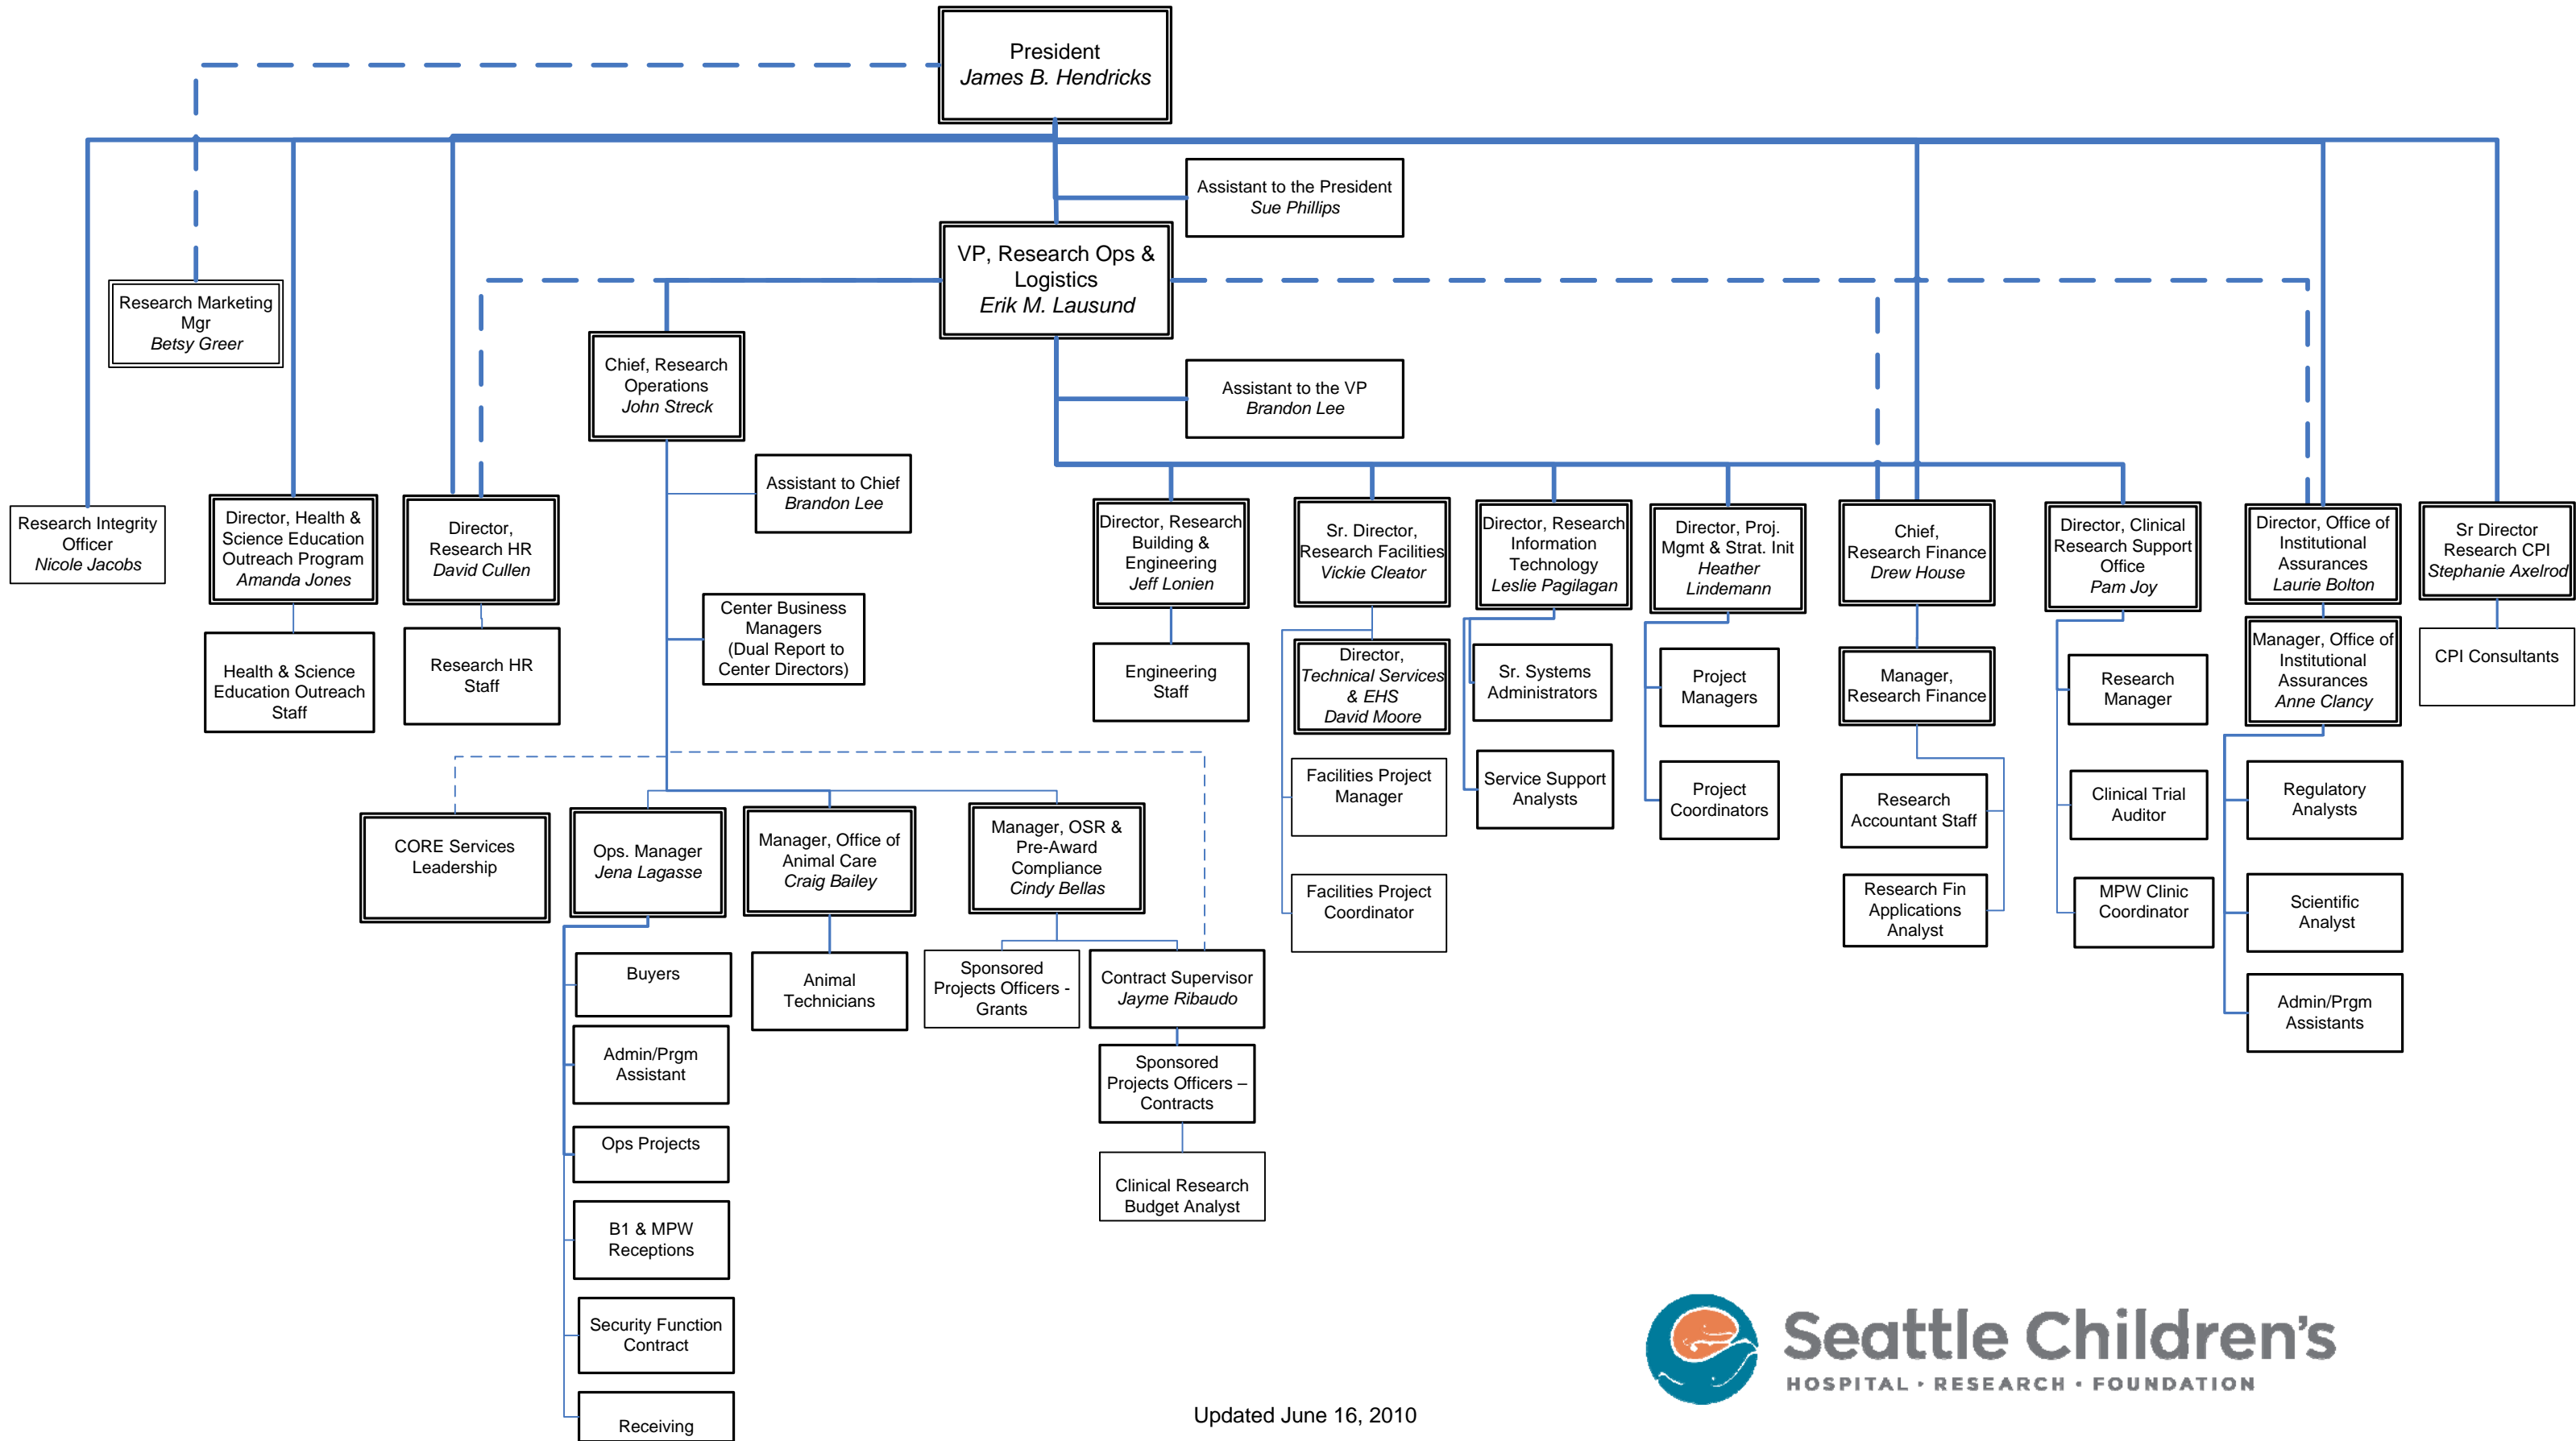 President
James B. Hendricks
Assistant to the President
Sue Phillips
VP, Research Ops &
Logistics
Erik M. Lausund
Research Marketing
Mgr
Betsy Greer
Chief, Research
Operations
John Streck
Assistant to the VP
Brandon Lee
Assistant to Chief
Brandon Lee
Research Integrity
Officer
Nicole Jacobs
Director, Health &
Science Education
Outreach Program
Amanda Jones
Director,
Research HR
David Cullen
Director, Research
Building &
Engineering
Jeff Lonien
Sr. Director,
Research Facilities
Vickie Cleator
Director, Research
Information
Technology
Leslie Pagilagan
Director, Proj.
Mgmt & Strat. Init
Heather
Lindemann
Chief,
Research Finance
Drew House
Director, Clinical
Research Support
Office
Pam Joy
Director, Office of
Institutional
Assurances
Laurie Bolton
Sr Director
Research CPI
Stephanie Axelrod
Health & Science
Education Outreach
Staff
Research HR
Staff
Center Business
Managers
(Dual Report to
Center Directors)
Engineering
Staff
Director,
Technical Services
& EHS
David Moore
Sr. Systems
Administrators
Project
Managers
Manager,
Research Finance
Research
Manager
Manager, Office of
Institutional
Assurances
Anne Clancy
CPI Consultants
Facilities Project
Manager
Service Support
Analysts
Project
Coordinators
Research
Accountant Staff
Clinical Trial
Auditor
Regulatory
Analysts
CORE Services
Leadership
Ops. Manager
Jena Lagasse
Manager, Office of
Animal Care
Craig Bailey
Manager, OSR &
Pre-Award
Compliance
Cindy Bellas
Facilities Project
Coordinator
Research Fin
Applications
Analyst
MPW Clinic
Coordinator
Scientific
Analyst
Buyers
Animal
Technicians
Sponsored
Projects Officers -
Grants
Contract Supervisor
Jayme Ribaudo
Admin/Prgm
Assistants
Admin/Prgm
Assistant
Sponsored
Projects Officers –
Contracts
Ops Projects
Clinical Research
Budget Analyst
B1 & MPW
Receptions
Security Function
Contract
Receiving
Seattle Children's
HOSPITAL · RESEARCH · FOUNDATION
Updated June 16, 2010